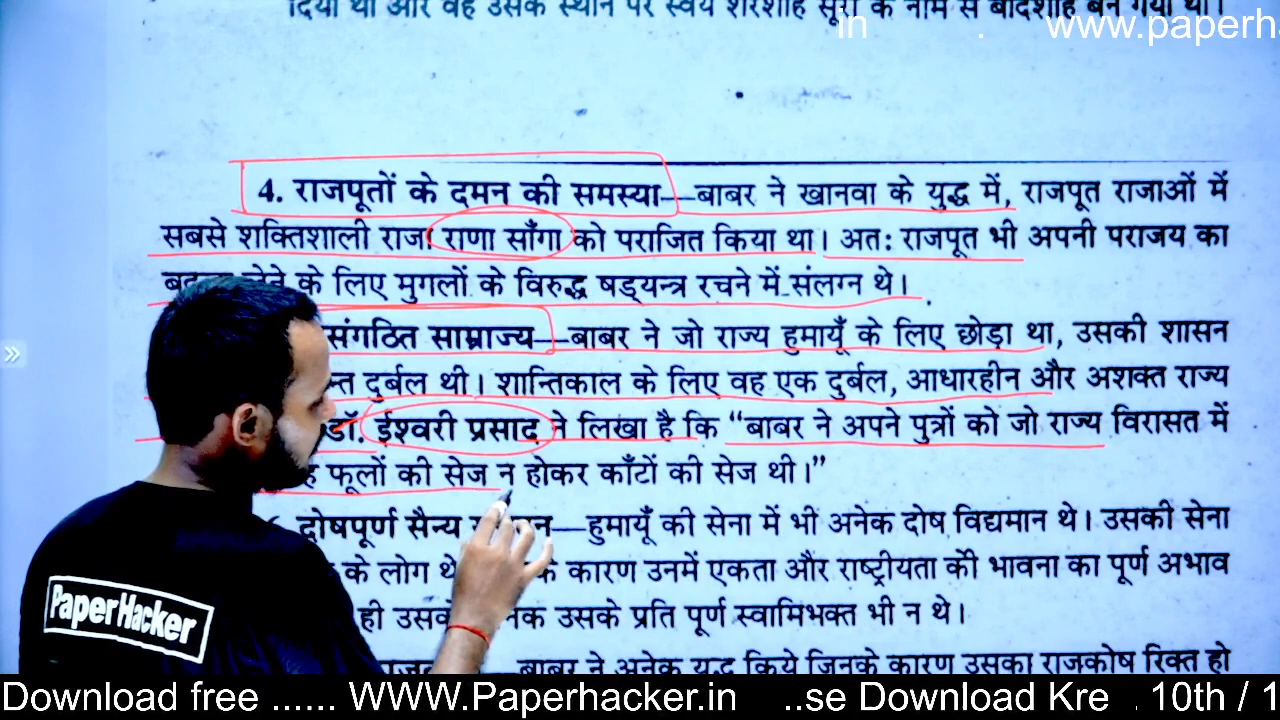 दिया था और वह उसके स्थान पर स्वयं शेरशाह सूरी के नाम से बादशाह बन गया था।
in . www.paperha
4. राजपूतों के दमन की समस्या—बाबर ने खानवा के युद्ध में, राजपूत राजाओं में
सबसे शक्तिशाली राजा राणा साँगा को पराजित किया था। अतः राजपूत भी अपनी पराजय का
लेने के लिए मुगलों के विरुद्ध षड्यन्त्र रचने में संलग्न थे।
संगठित साम्राज्य—बाबर ने जो राज्य हुमायूँ के लिए छोड़ा था, उसकी शासन
न्त दुर्बल थी। शान्तिकाल के लिए वह एक दुर्बल, आधारहीन और अशक्त राज्य
डॉ. ईश्वरी प्रसाद ने लिखा है कि “बाबर ने अपने पुत्रों को जो राज्य विरासत में
ह फूलों की सेज न होकर काँटों की सेज थी।”
दोषपूर्ण सैन्य न—हुमायूँ की सेना में भी अनेक दोष विद्यमान थे। उसकी सेना
के लोग थे के कारण उनमें एकता और राष्ट्रीयता की भावना का पूर्ण अभाव
ही उसके नक उसके प्रति पूर्ण स्वामिभक्त भी न थे।
—बाबर ने अनेक युद्ध किये जिनके कारण उसका राजकोष रिक्त हो
PaperHacker
Download free ...... WWW.Paperhacker.in ..se Download Kre . 10th / 1